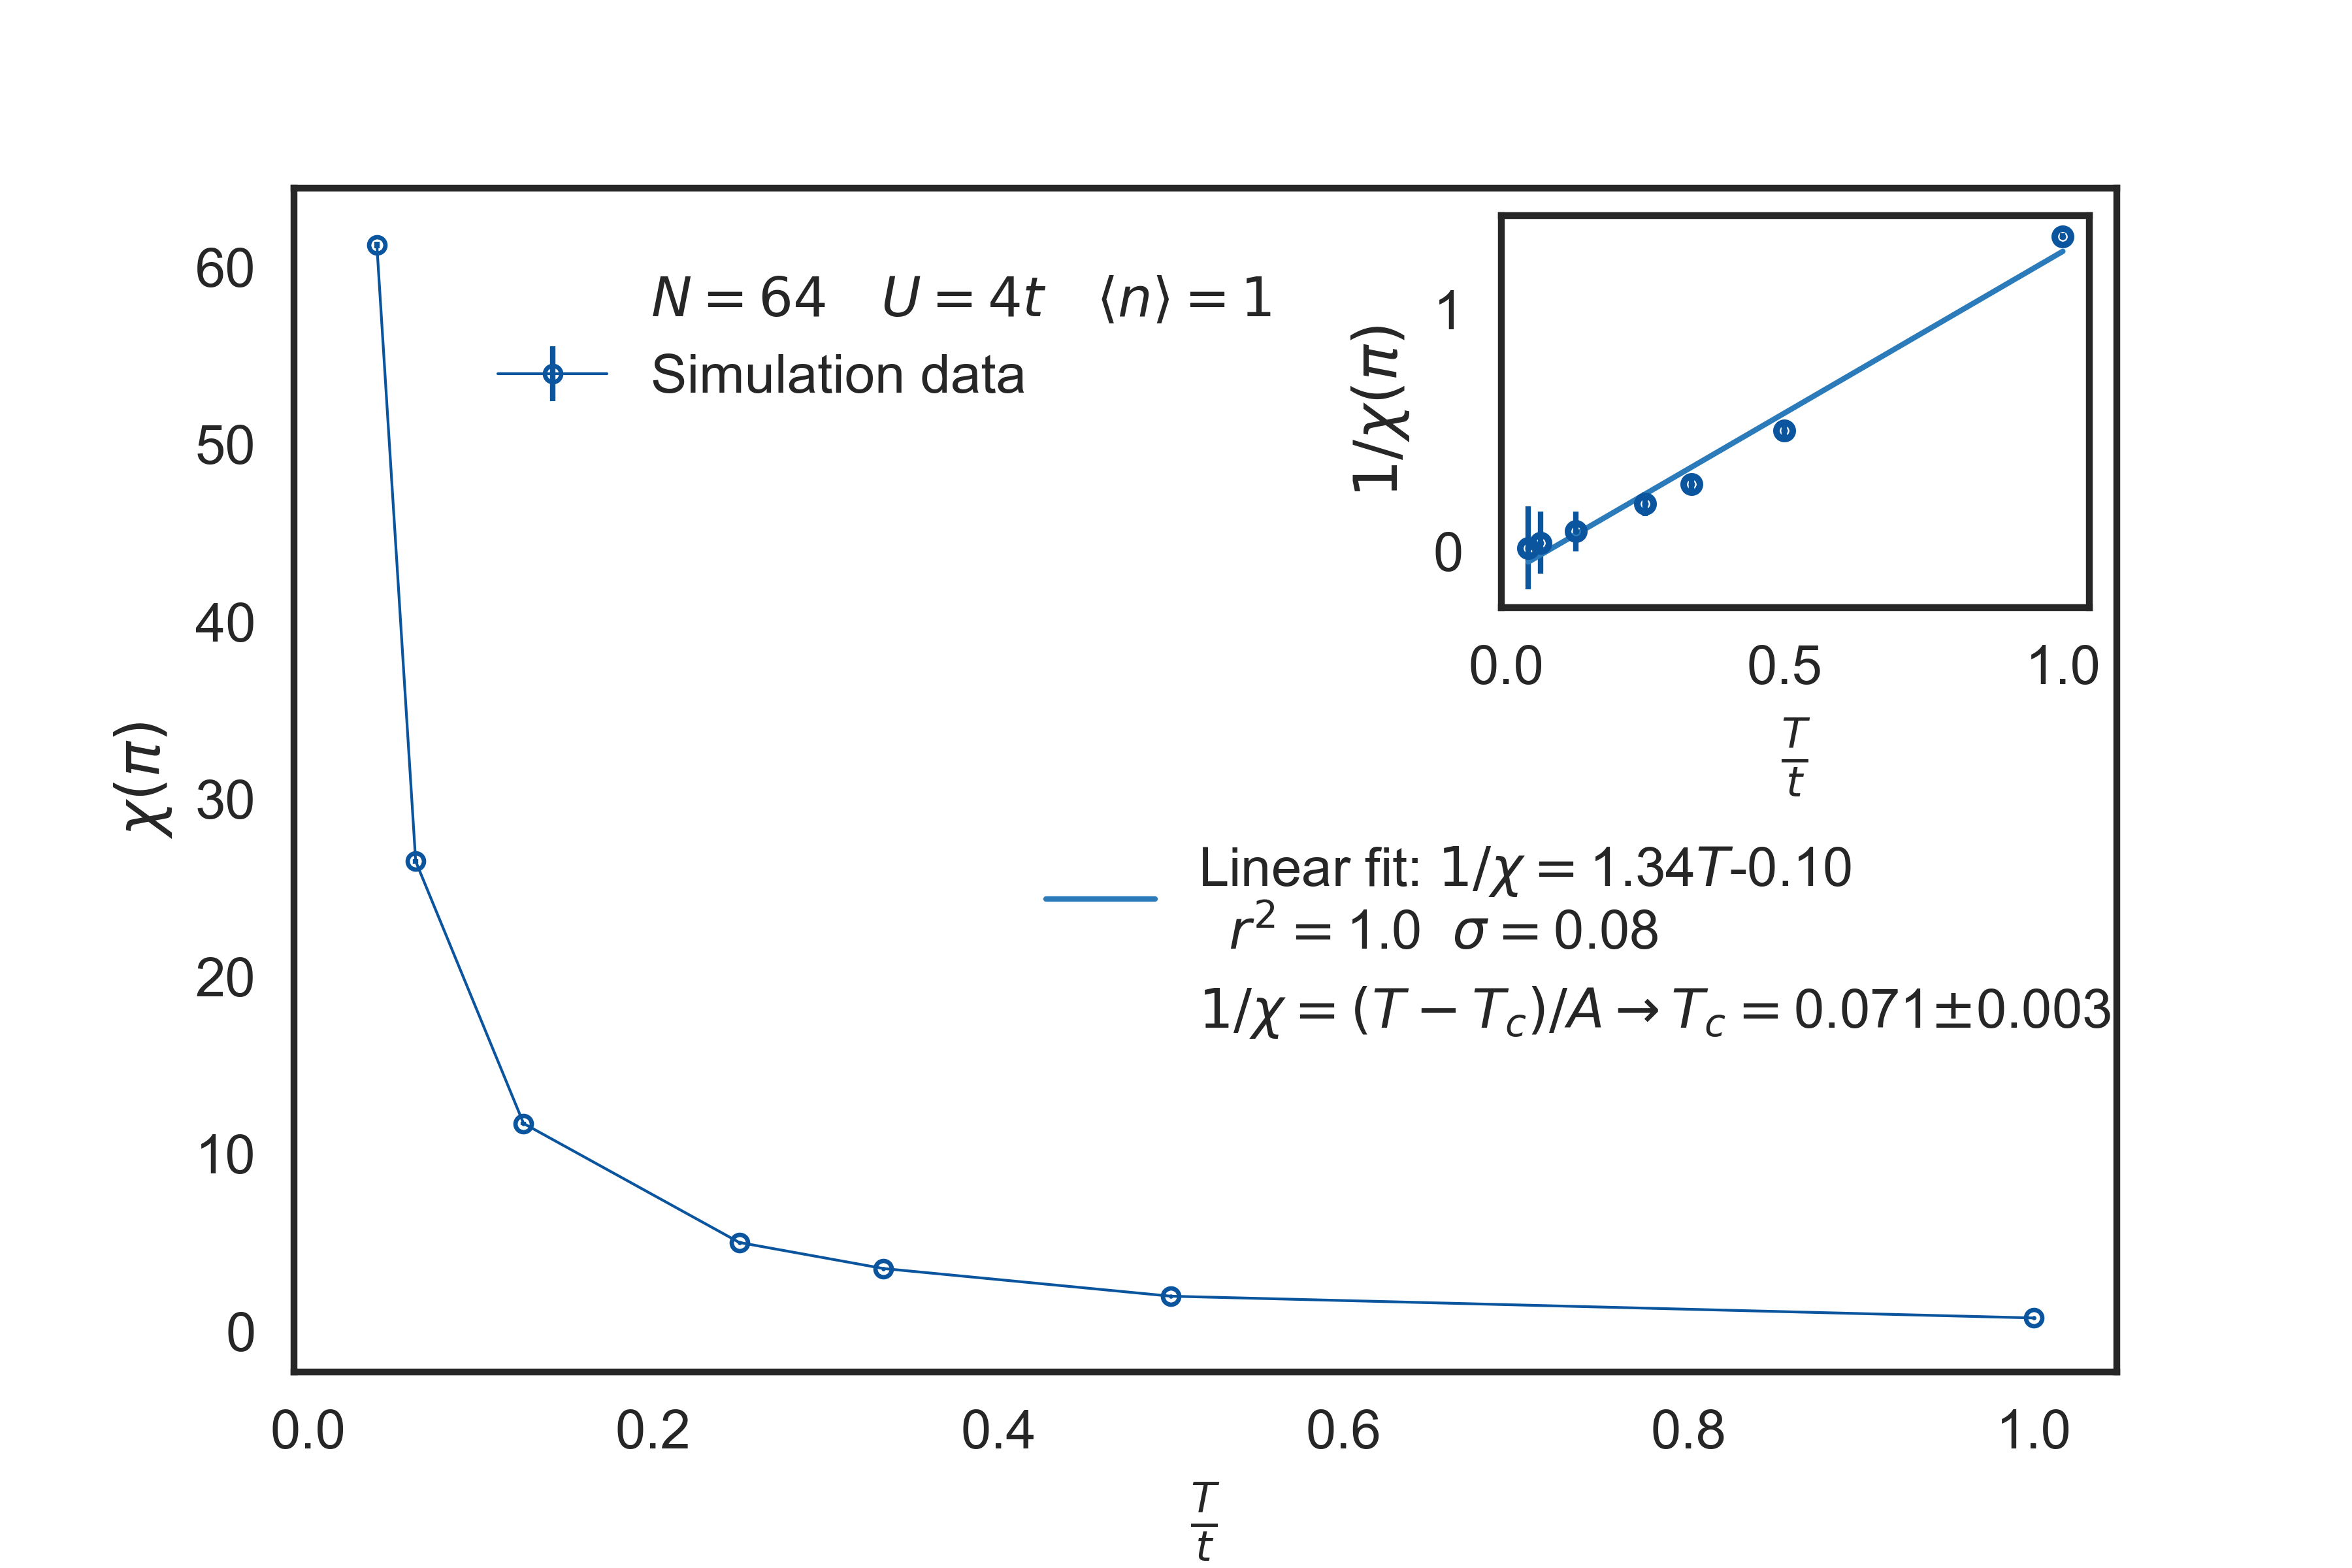 N = 64 U = 4t ⟨n⟩ = 1
Simulation data
60
50
40
30
20
10
0
χ(π)
0.0 0.2 0.4 0.6 0.8 1.0
T
t
1
0
1/χ(π)
0.0 0.5 1.0
T
t
Linear fit: 1/χ = 1.34T-0.10
r² = 1.0 σ = 0.08
1/χ = (T − T_c)/A → T_c = 0.071±0.003